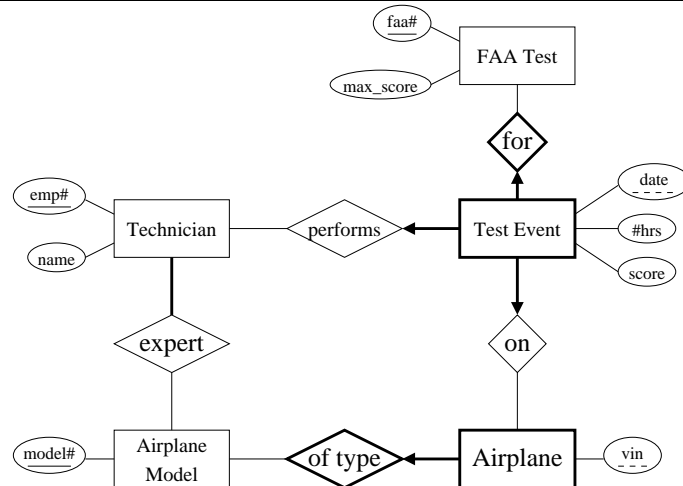 faa#
FAA Test
max_score
for
emp#
date
Technician
performs
Test Event
#hrs
name
score
expert
on
model#
Airplane
Model
of type
Airplane
vin